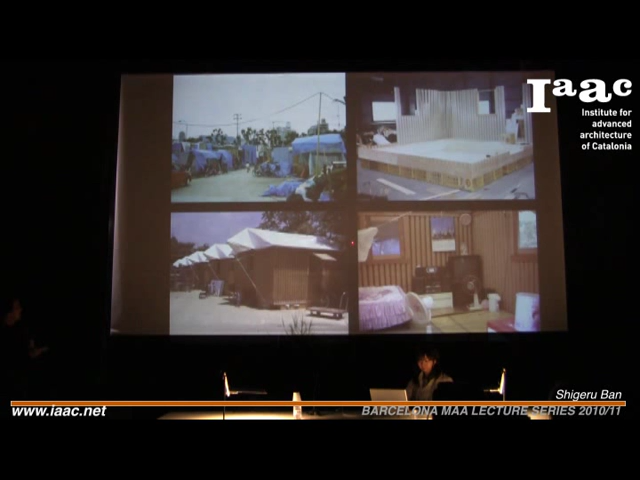 Iaac
Institute for
advanced
architecture
of Catalonia
Shigeru Ban
www.iaac.net
BARCELONA MAA LECTURE SERIES 2010/11